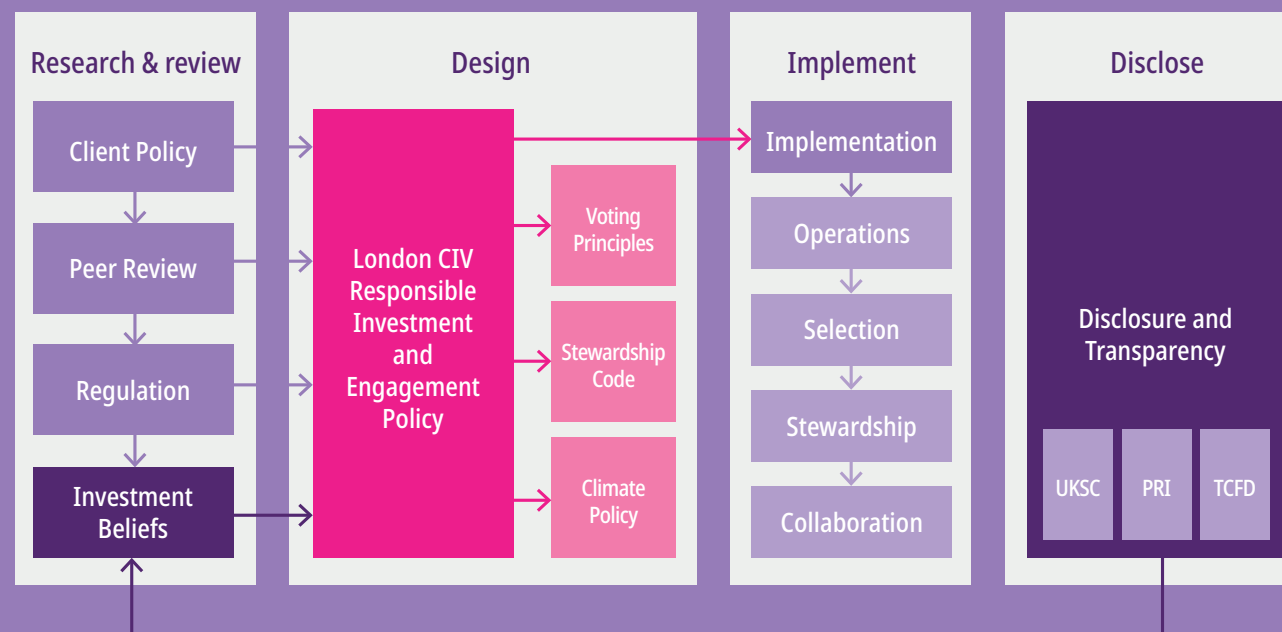 Research & review
Client Policy
Peer Review
Regulation
Investment
Beliefs
Design
London CIV
Responsible
Investment
and
Engagement
Policy
Voting
Principles
Stewardship
Code
Climate
Policy
Implement
Implementation
Operations
Selection
Stewardship
Collaboration
Disclose
Disclosure and
Transparency
UKSC
PRI
TCFD